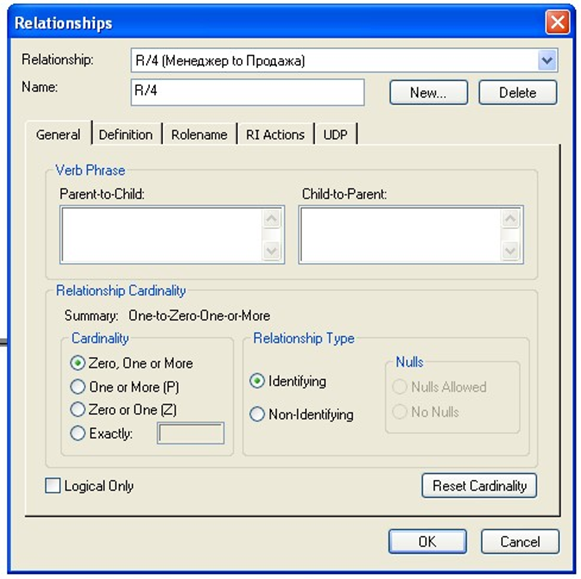 Relationships
Relationship: R/4 (Менеджер to Продажа)
Name: R/4 New... Delete
General Definition Rolename RI Actions UDP
Verb Phrase
Parent-to-Child: Child-to-Parent:
Relationship Cardinality
Summary: One-to-Zero-One-or-More
Cardinality
Zero, One or More
One or More (P)
Zero or One (Z)
Exactly:
Relationship Type
Identifying
Non-Identifying
Nulls
Nulls Allowed
No Nulls
Logical Only Reset Cardinality
OK Cancel